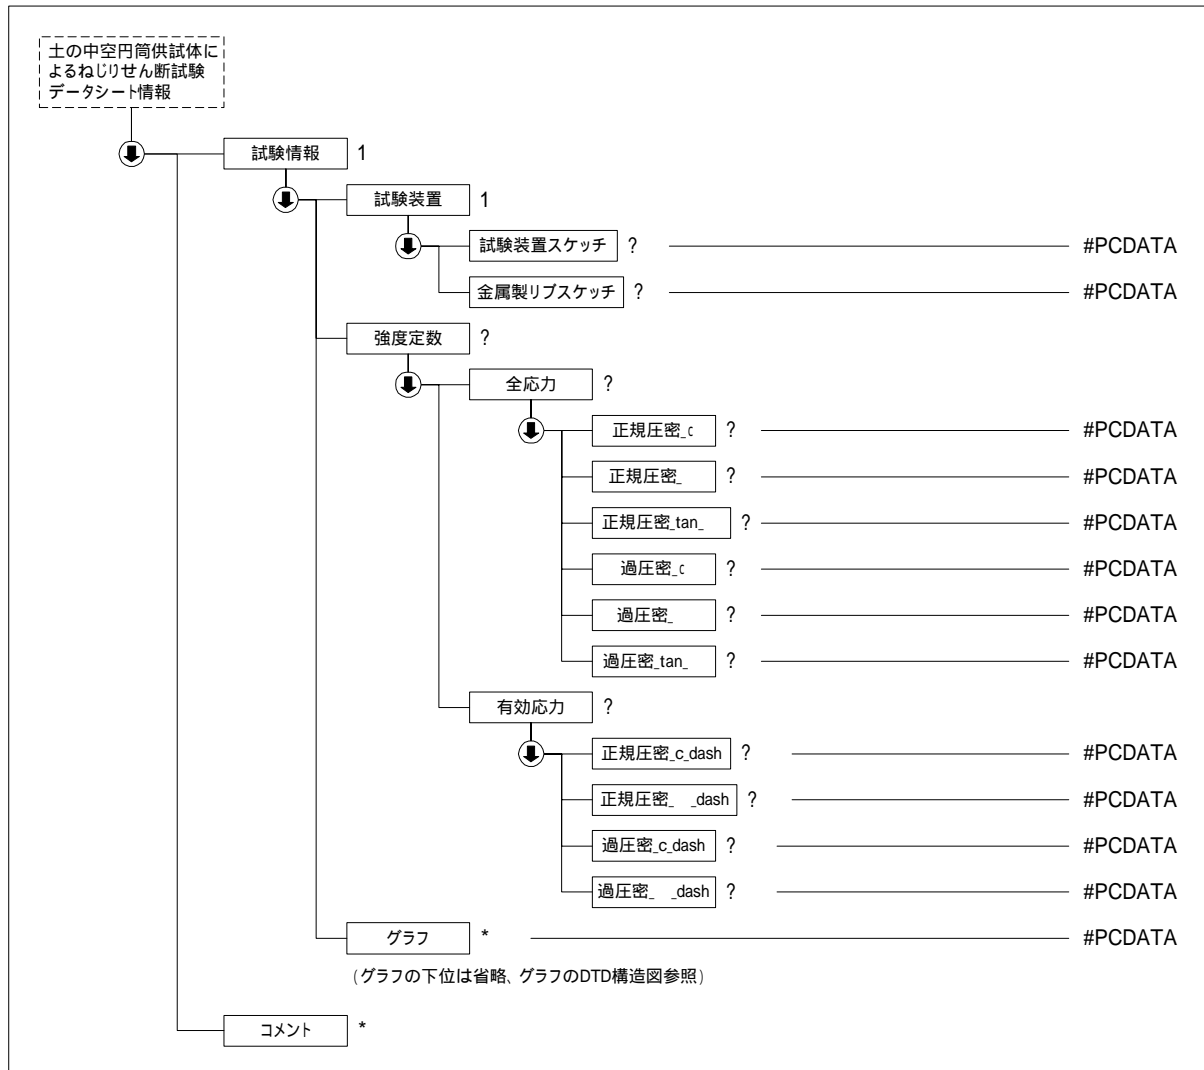 土の中空円筒供試体に
よるねじりせん断試験
データシート情報
試験情報 1
試験装置 1
試験装置スケッチ ? #PCDATA
金属製リブスケッチ ? #PCDATA
強度定数 ?
全応力 ?
正規圧密_c ? #PCDATA
正規圧密_ ? #PCDATA
正規圧密_tan_ ? #PCDATA
過圧密_c ? #PCDATA
過圧密_ ? #PCDATA
過圧密_tan_ ? #PCDATA
有効応力 ?
正規圧密_c_dash ? #PCDATA
正規圧密_ _dash ? #PCDATA
過圧密_c_dash ? #PCDATA
過圧密_ _dash ? #PCDATA
グラフ * #PCDATA
(グラフの下位は省略、グラフのDTD構造図参照)
コメント *